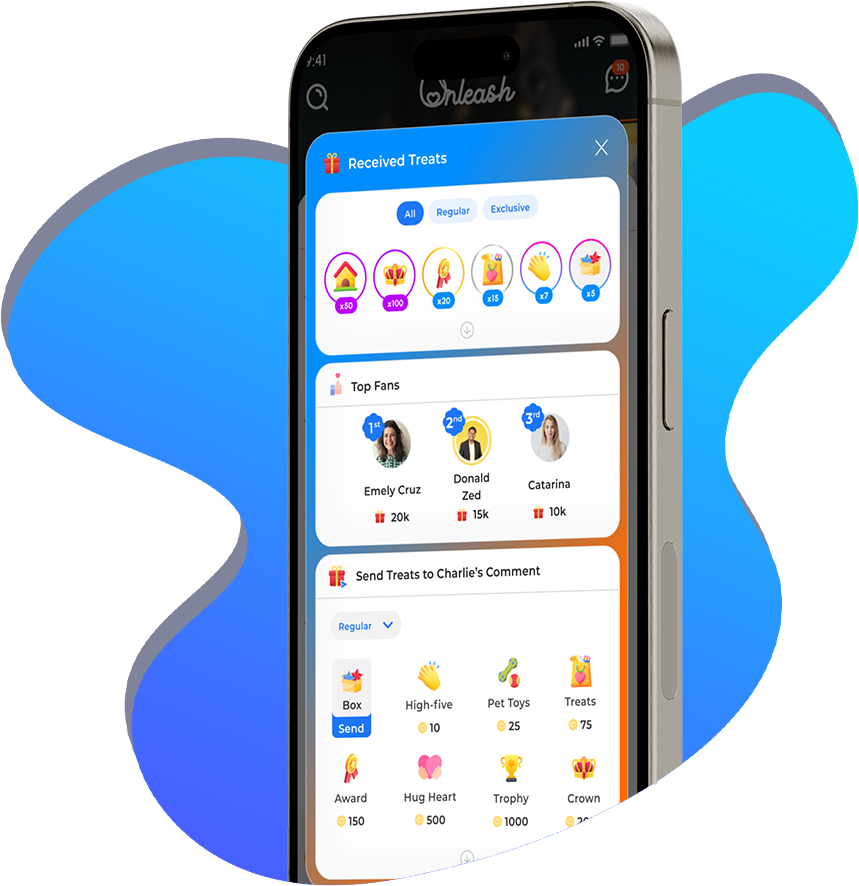 9:41
10
Unleash
Received Treats
All
Regular
Exclusive
x50
x100
x20
x15
x7
x5
Top Fans
1st
2nd
3rd
Emely Cruz
Donald
Zed
Catarina
20k
15k
10k
Send Treats to Charlie's Comment
Regular
Box
High-five
Pet Toys
Treats
Send
10
25
75
Award
Hug Heart
Trophy
Crown
150
500
1000